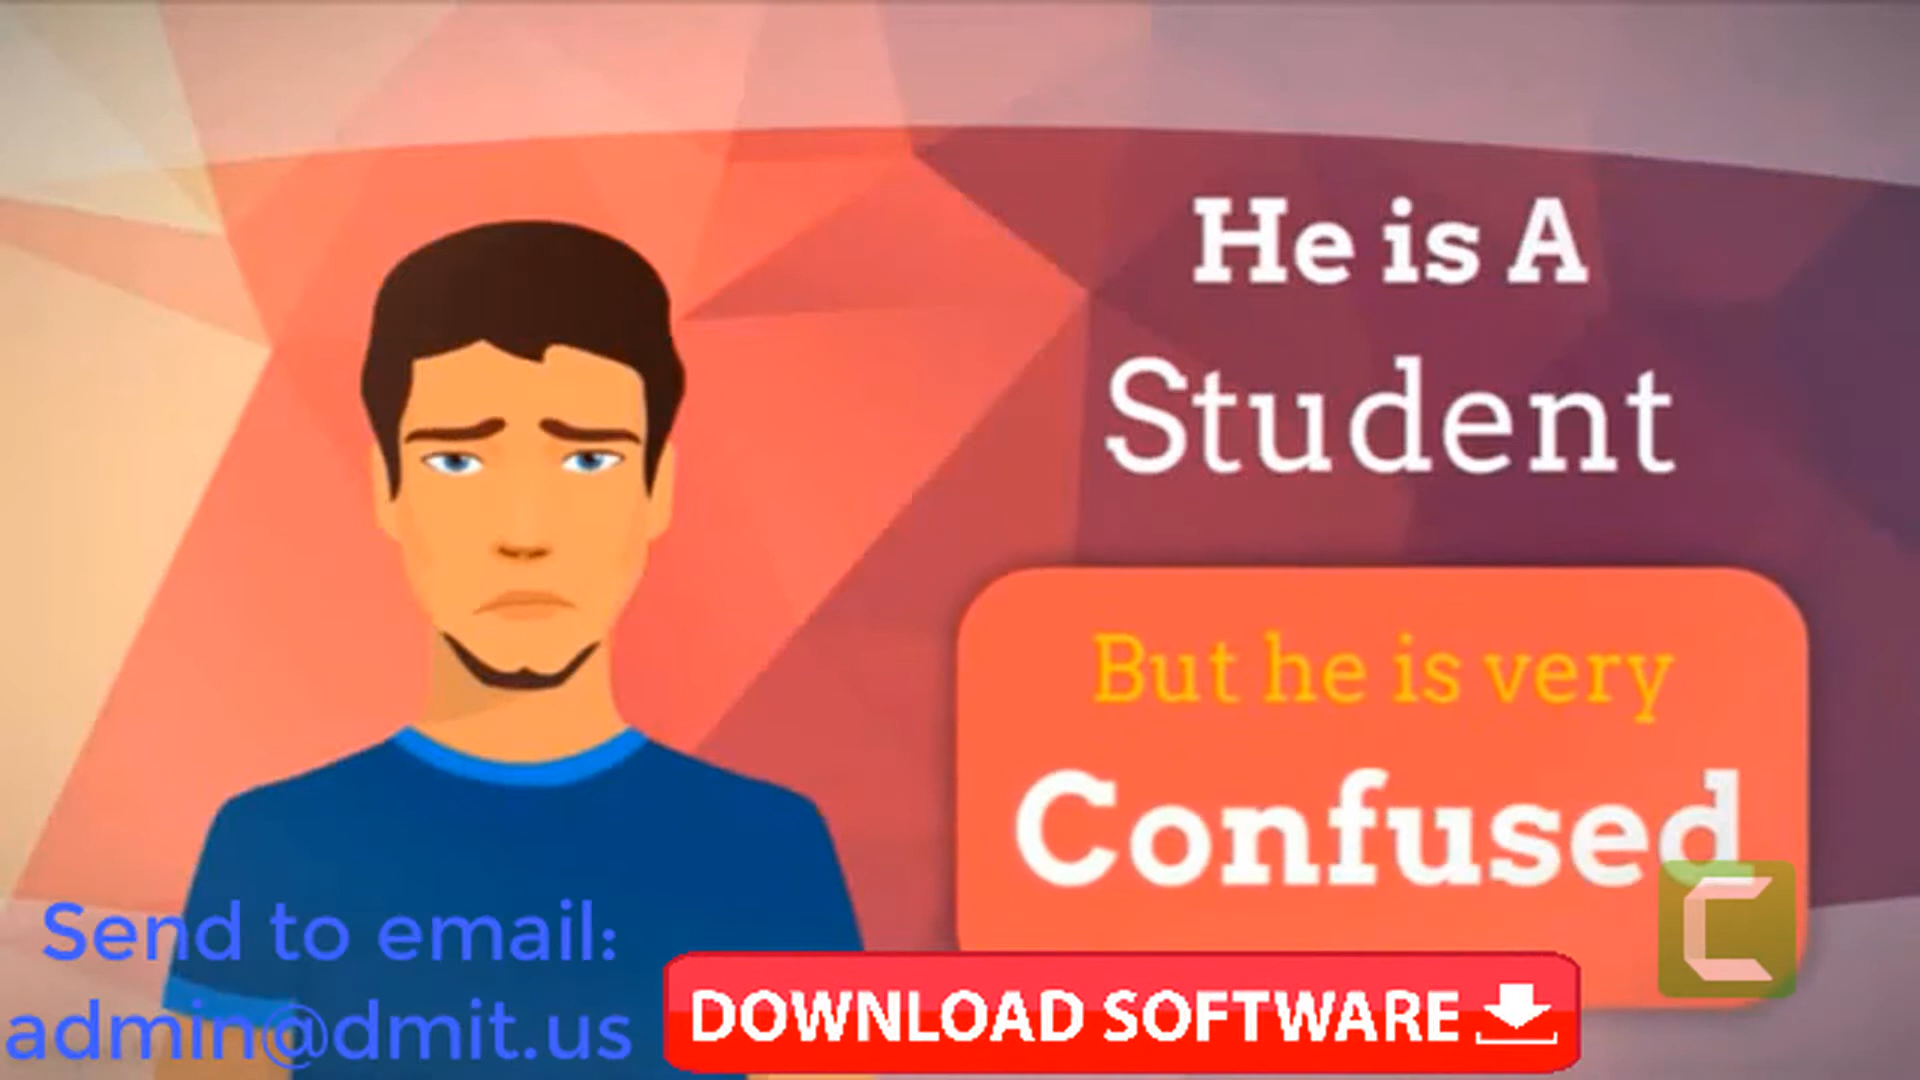 He is A
Student
But he is very
Confused
Send to email:
admin@dmit.us
DOWNLOAD SOFTWARE